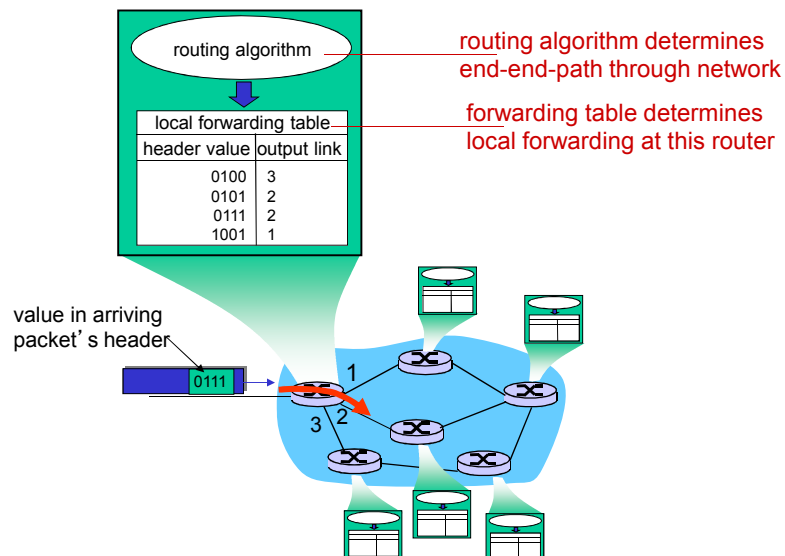 routing algorithm
routing algorithm determines
end-end-path through network
local forwarding table
header value output link
0100 3
0101 2
0111 2
1001 1
forwarding table determines
local forwarding at this router
value in arriving
packet’s header
0111
1
2
3